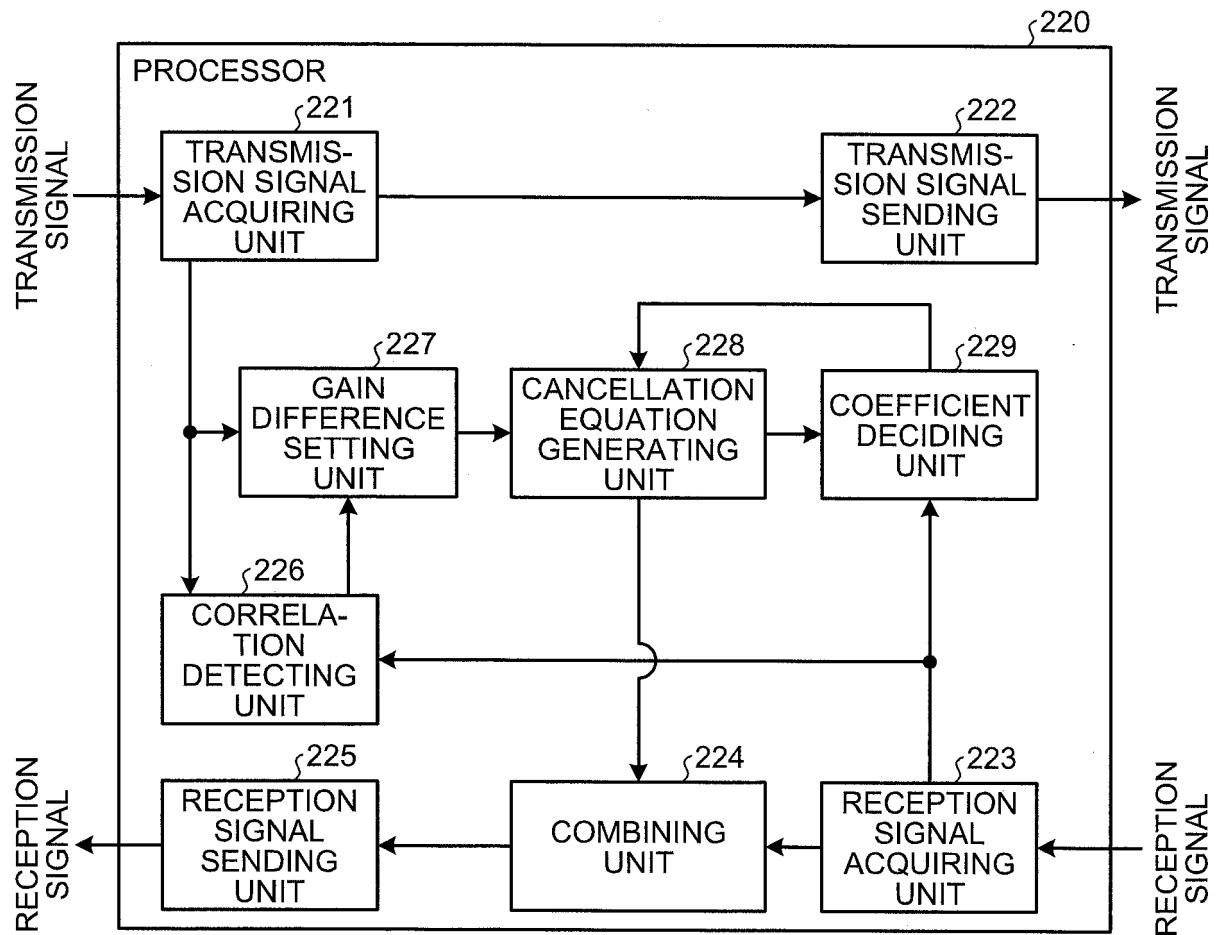 220
PROCESSOR
221
222
TRANSMISSION
SIGNAL
TRANSMIS-
SION SIGNAL
ACQUIRING
UNIT
TRANSMIS-
SION SIGNAL
SENDING
UNIT
TRANSMISSION
SIGNAL
227
228
229
GAIN
DIFFERENCE
SETTING
UNIT
CANCELLATION
EQUATION
GENERATING
UNIT
COEFFICIENT
DECIDING
UNIT
226
CORRELA-
TION
DETECTING
UNIT
225
224
223
RECEPTION
SIGNAL
RECEPTION
SIGNAL
SENDING
UNIT
COMBINING
UNIT
RECEPTION
SIGNAL
ACQUIRING
UNIT
RECEPTION
SIGNAL